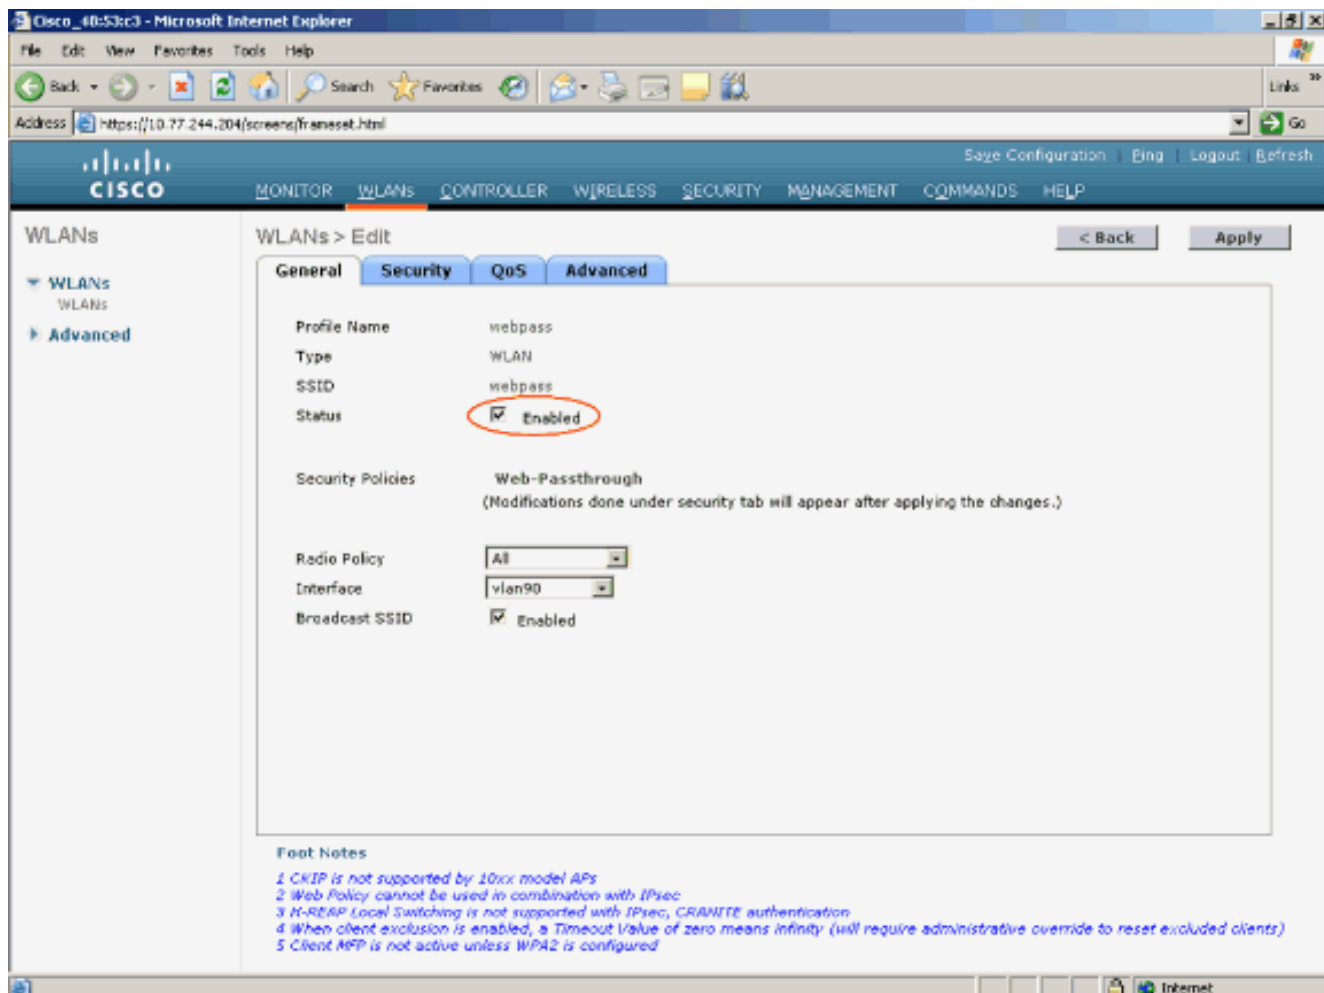 Cisco_40:53:c3 - Microsoft Internet Explorer
File Edit View Favorites Tools Help
Back Search Favorites Links »
Address https://10.77.244.204/screens/frameset.html Go
Save Configuration | Ping | Logout | Refresh
CISCO MONITOR WLANs CONTROLLER WIRELESS SECURITY MANAGEMENT COMMANDS HELP
WLANs
WLANs
WLANs
Advanced
WLANs > Edit
< Back Apply
General Security QoS Advanced
Profile Name webpass
Type WLAN
SSID webpass
Status Enabled
Security Policies Web-Passthrough
(Modifications done under security tab will appear after applying the changes.)
Radio Policy All
Interface vlan90
Broadcast SSID Enabled
Foot Notes
1 CKIP is not supported by 10xx model APs
2 Web Policy cannot be used in combination with IPsec
3 H-REAP Local Switching is not supported with IPsec, CRANITE authentication
4 When client exclusion is enabled, a Timeout Value of zero means infinity (will require administrative override to reset excluded clients)
5 Client MFP is not active unless WPA2 is configured
Internet